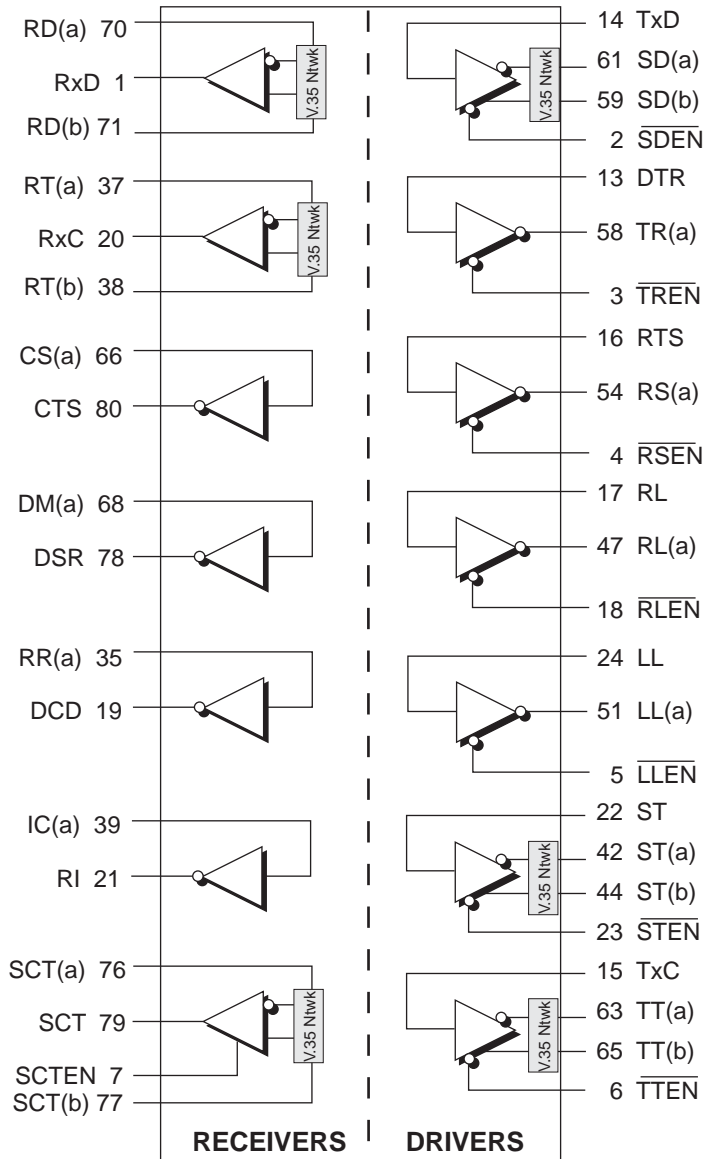 RD(a) 70
RxD 1
RD(b) 71
V.35 Ntwk
RT(a) 37
RxC 20
RT(b) 38
V.35 Ntwk
CS(a) 66
CTS 80
DM(a) 68
DSR 78
RR(a) 35
DCD 19
IC(a) 39
RI 21
SCT(a) 76
SCT 79
SCTEN 7
SCT(b) 77
V.35 Ntwk
RECEIVERS
14 TxD
61 SD(a)
59 SD(b)
2 SDEN
V.35 Ntwk
13 DTR
58 TR(a)
3 TREN
16 RTS
54 RS(a)
4 RSEN
17 RL
47 RL(a)
18 RLEN
24 LL
51 LL(a)
5 LLEN
22 ST
42 ST(a)
44 ST(b)
23 STEN
V.35 Ntwk
15 TxC
63 TT(a)
65 TT(b)
6 TTEN
V.35 Ntwk
DRIVERS